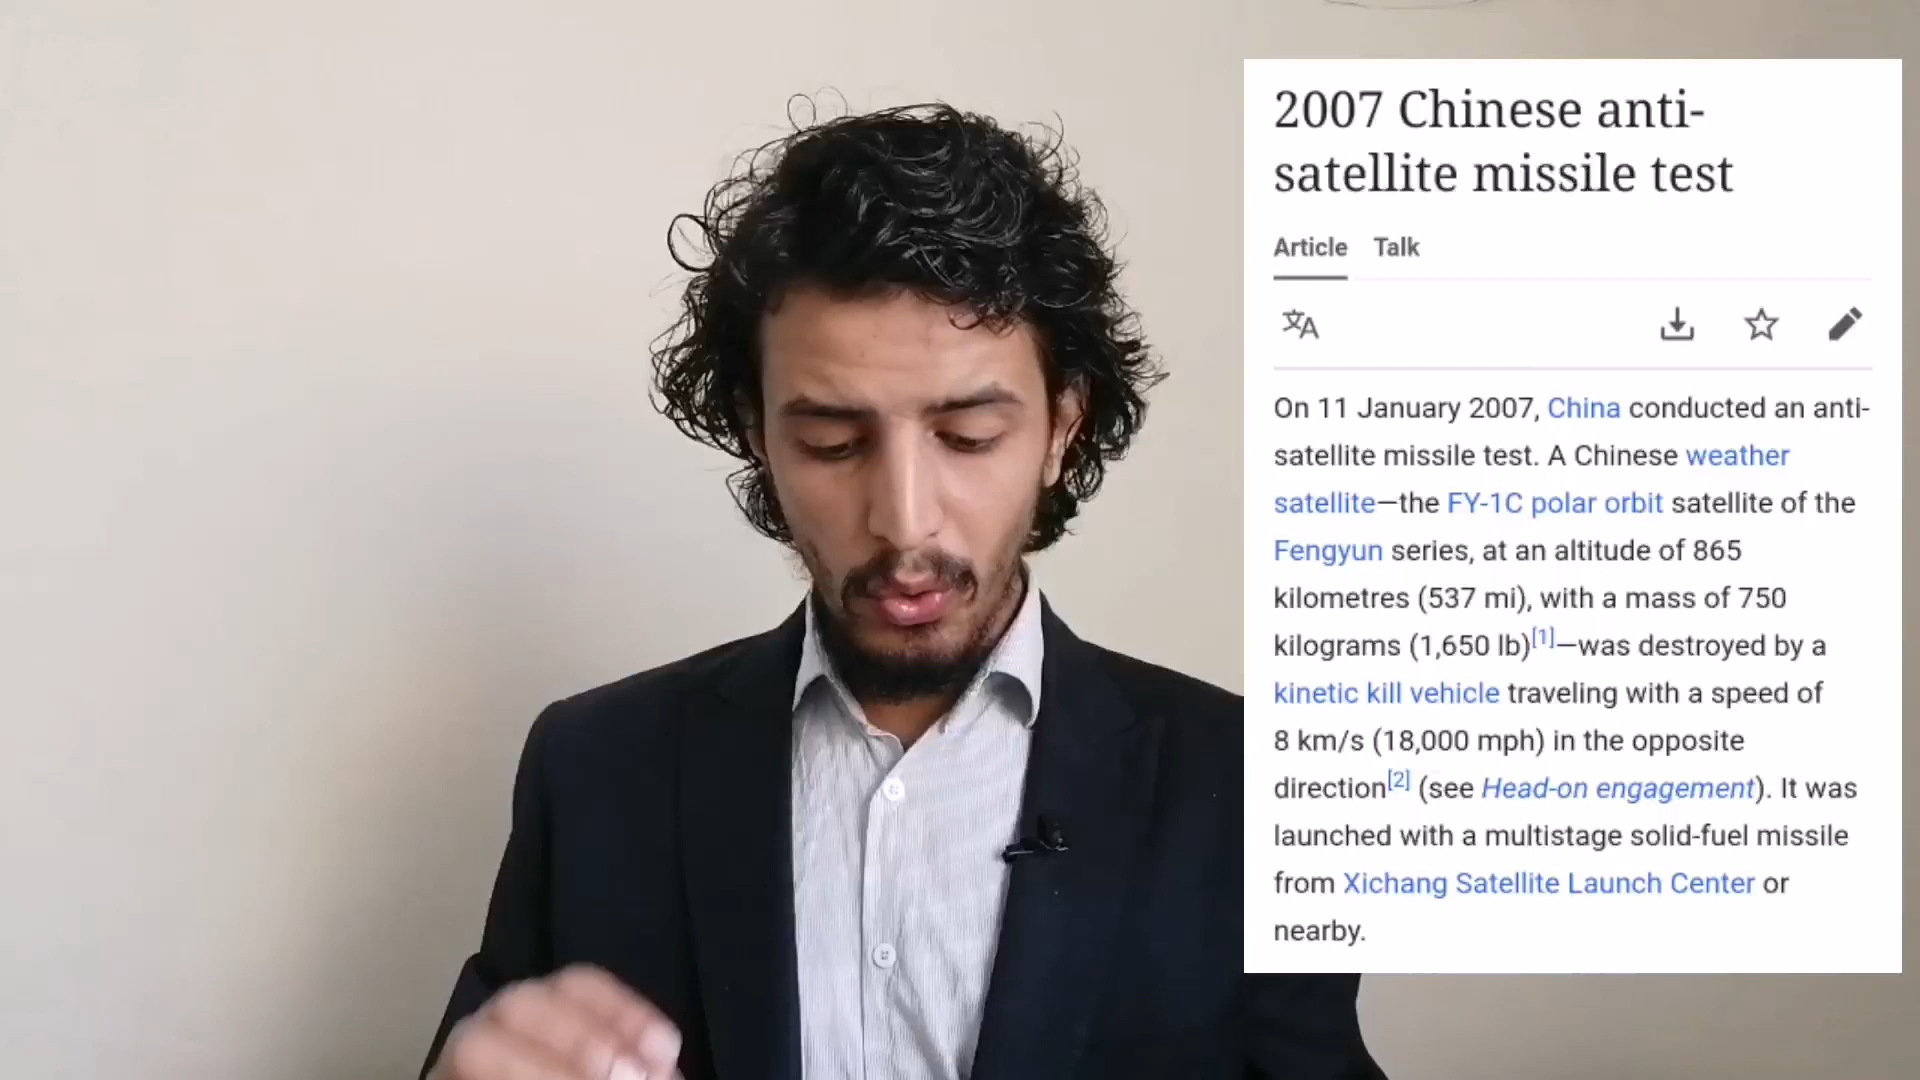 2007 Chinese anti-
satellite missile test
Article Talk
文A
On 11 January 2007, China conducted an anti-
satellite missile test. A Chinese weather
satellite—the FY-1C polar orbit satellite of the
Fengyun series, at an altitude of 865
kilometres (537 mi), with a mass of 750
kilograms (1,650 lb)[1]—was destroyed by a
kinetic kill vehicle traveling with a speed of
8 km/s (18,000 mph) in the opposite
direction[2] (see Head-on engagement). It was
launched with a multistage solid-fuel missile
from Xichang Satellite Launch Center or
nearby.